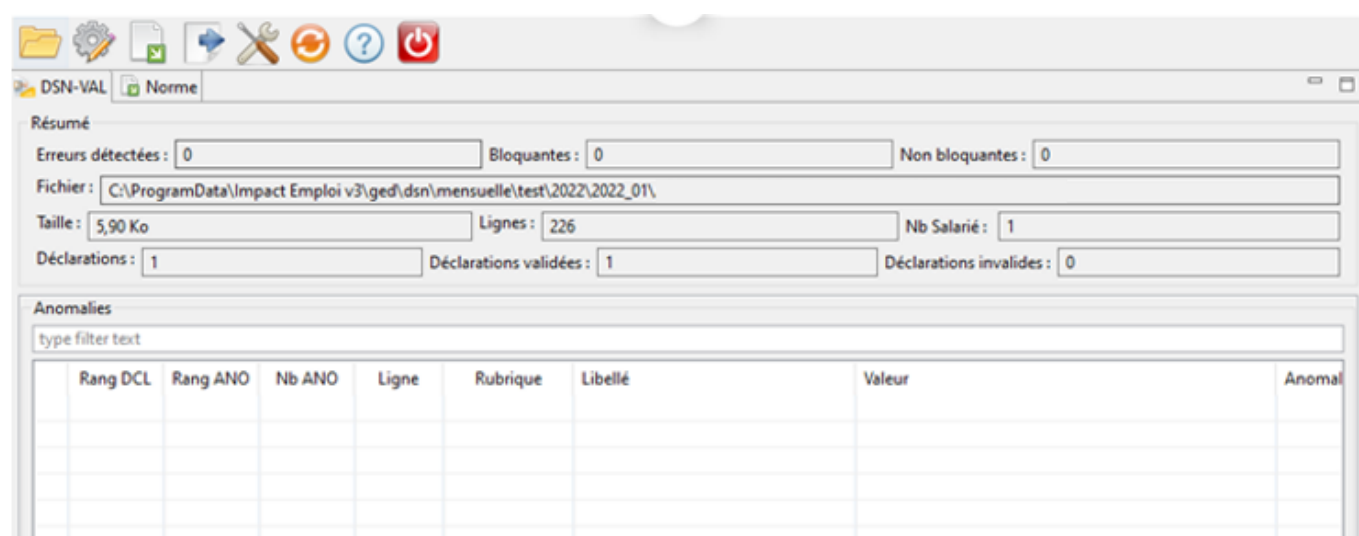 DSN-VAL Norme
Résumé
Erreurs détectées : 0 Bloquantes : 0 Non bloquantes : 0
Fichier : C:\ProgramData\Impact Emploi v3\ged\dsn\mensuelle\test\2022\2022_01\
Taille : 5,90 Ko Lignes : 226 Nb Salarié : 1
Déclarations : 1 Déclarations validées : 1 Déclarations invalides : 0
Anomalies
type filter text
Rang DCL Rang ANO Nb ANO Ligne Rubrique Libellé Valeur Anomal